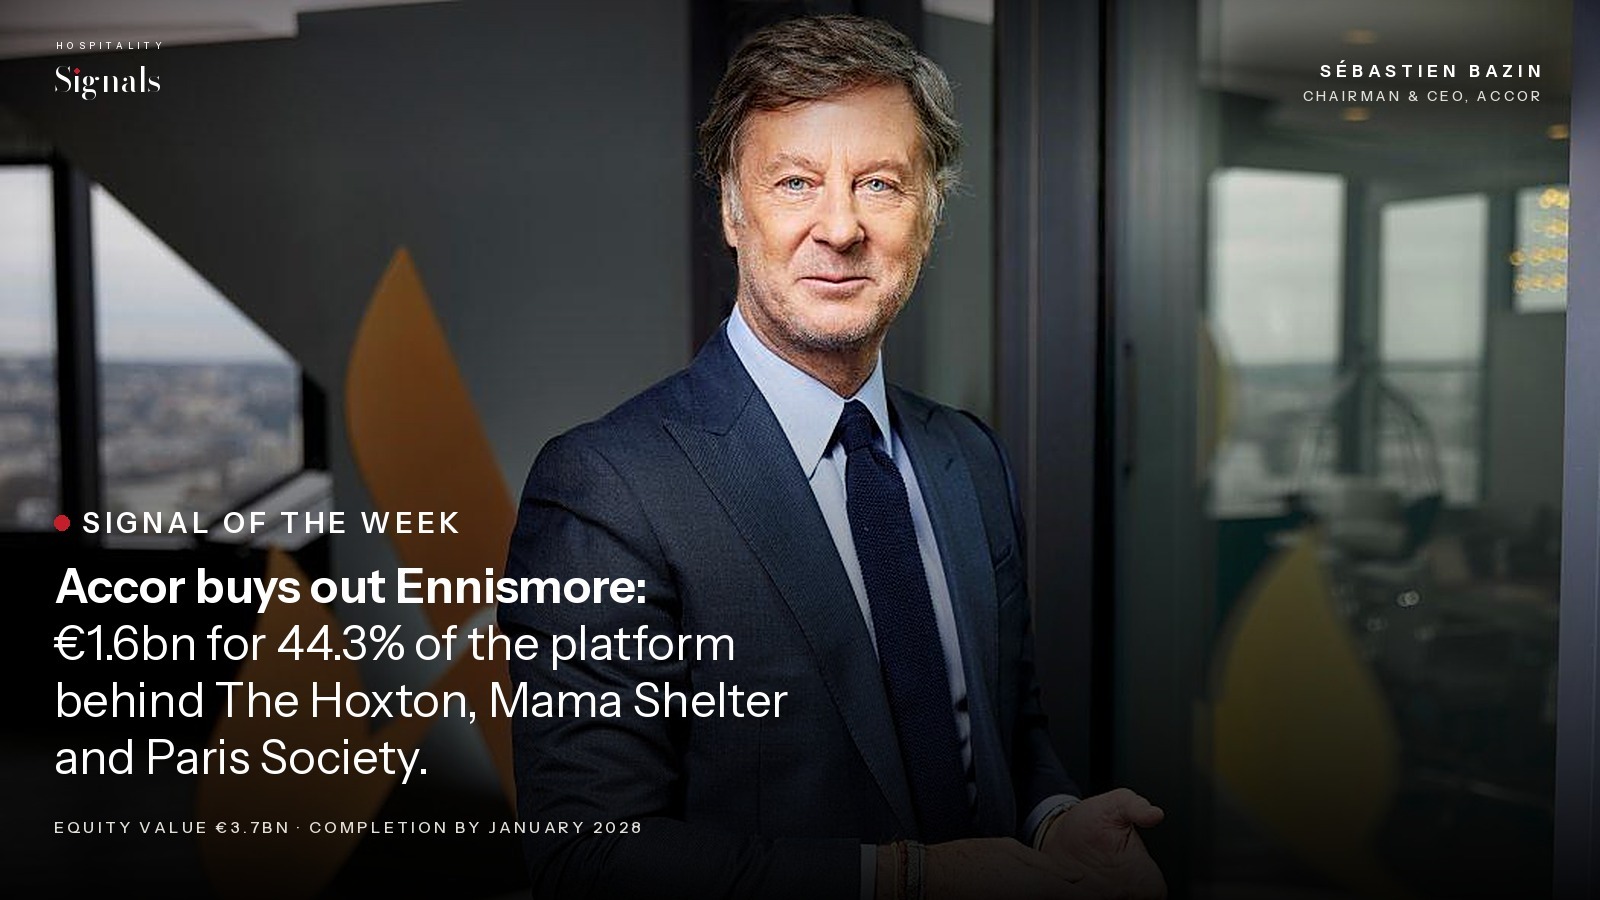 HOSPITALITY
Signals
SÉBASTIEN BAZIN
CHAIRMAN & CEO, ACCOR
SIGNAL OF THE WEEK
Accor buys out Ennismore:
€1.6bn for 44.3% of the platform
behind The Hoxton, Mama Shelter
and Paris Society.
EQUITY VALUE €3.7BN · COMPLETION BY JANUARY 2028